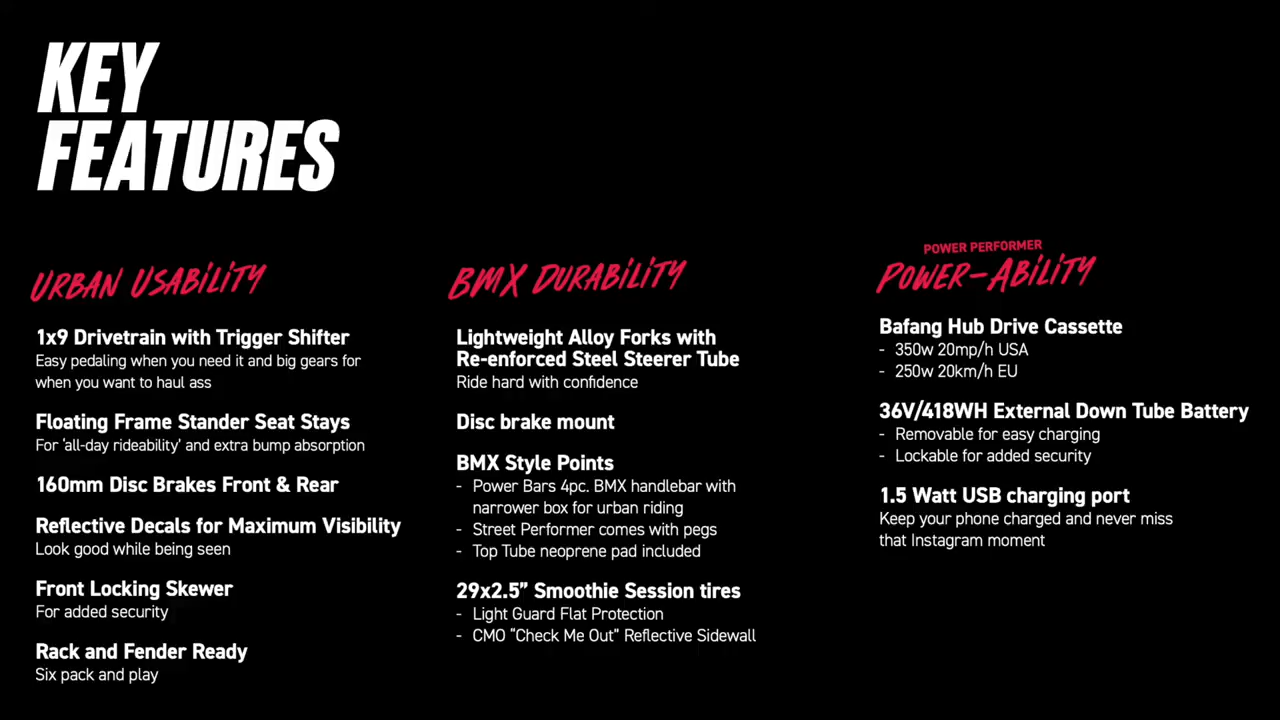 KEY
FEATURES
URBAN USABILITY
1x9 Drivetrain with Trigger Shifter
Easy pedaling when you need it and big gears for
when you want to haul ass
Floating Frame Stander Seat Stays
For ‘all-day rideability’ and extra bump absorption
160mm Disc Brakes Front & Rear
Reflective Decals for Maximum Visibility
Look good while being seen
Front Locking Skewer
For added security
Rack and Fender Ready
Six pack and play
BMX DURABILITY
Lightweight Alloy Forks with
Re-enforced Steel Steerer Tube
Ride hard with confidence
Disc brake mount
BMX Style Points
- Power Bars 4pc. BMX handlebar with
narrower box for urban riding
- Street Performer comes with pegs
- Top Tube neoprene pad included
29x2.5” Smoothie Session tires
- Light Guard Flat Protection
- CMO “Check Me Out” Reflective Sidewall
POWER PERFORMER
POWER-ABILITY
Bafang Hub Drive Cassette
- 350w 20mp/h USA
- 250w 20km/h EU
36V/418WH External Down Tube Battery
- Removable for easy charging
- Lockable for added security
1.5 Watt USB charging port
Keep your phone charged and never miss
that Instagram moment